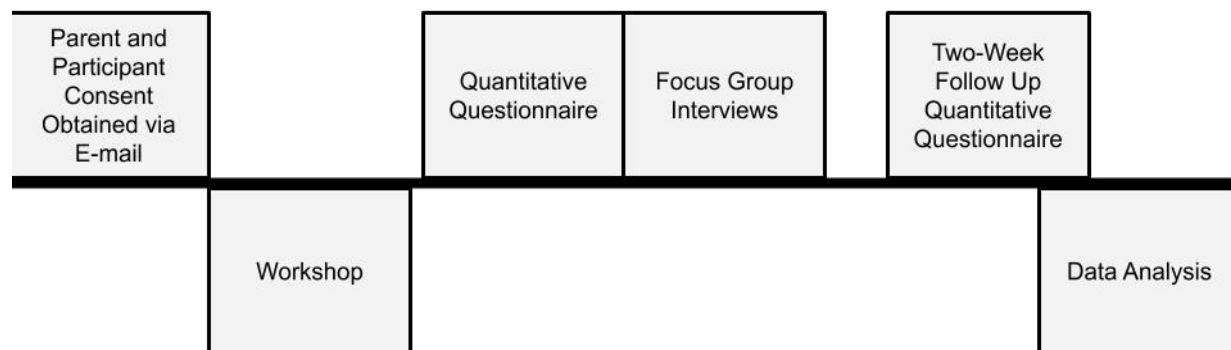 Parent and
Participant
Consent
Obtained via
E-mail
Workshop
Quantitative
Questionnaire
Focus Group
Interviews
Two-Week
Follow Up
Quantitative
Questionnaire
Data Analysis